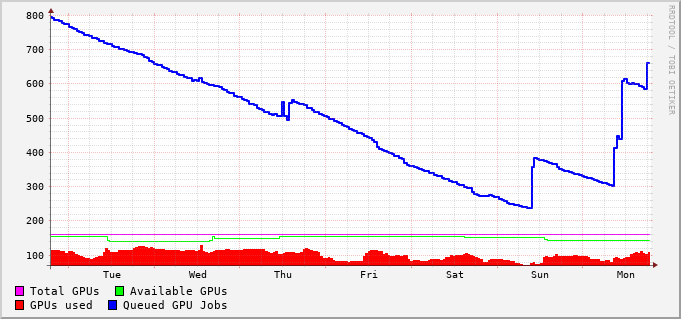 800
700
600
500
400
300
200
100
Tue Wed Thu Fri Sat Sun Mon
Total GPUs Available GPUs
GPUs used Queued GPU Jobs
RRDTOOL / TOBI OETIKER